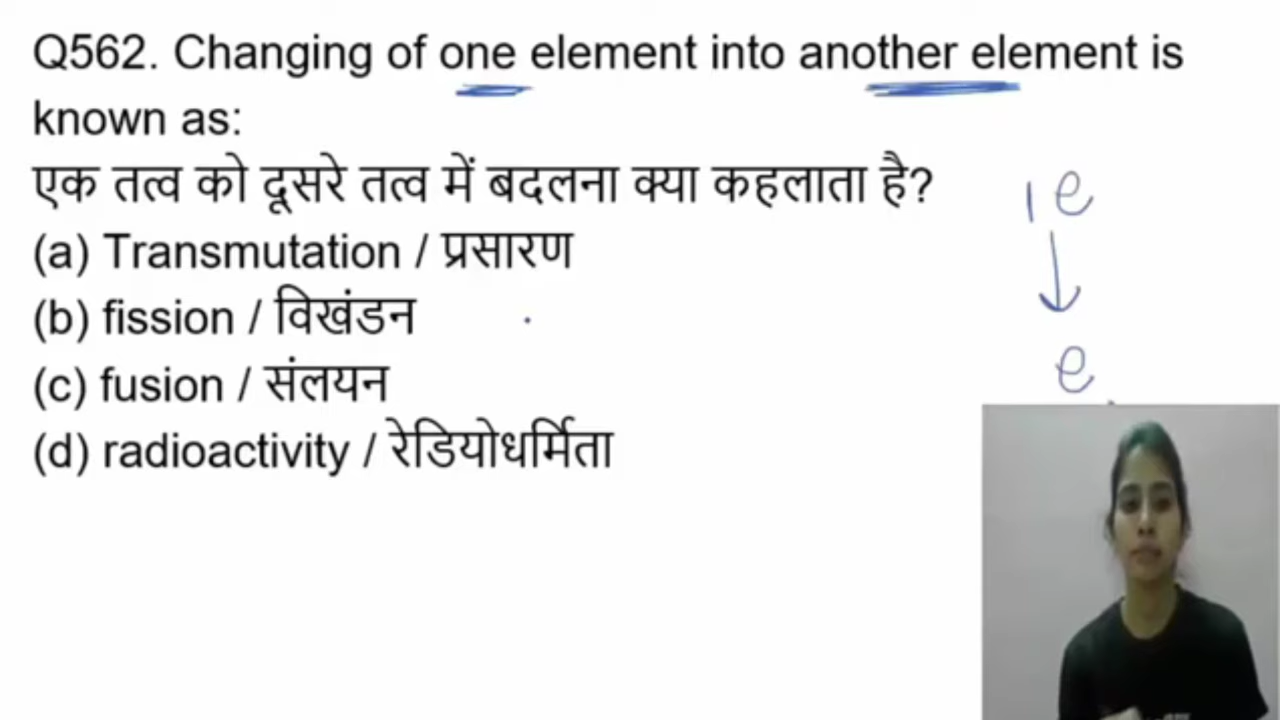 Q562. Changing of one element into another element is
known as:
एक तत्व को दूसरे तत्व में बदलना क्या कहलाता है?
(a) Transmutation / प्रसारण
(b) fission / विखंडन
(c) fusion / संलयन
(d) radioactivity / रेडियोधर्मिता
1e
e